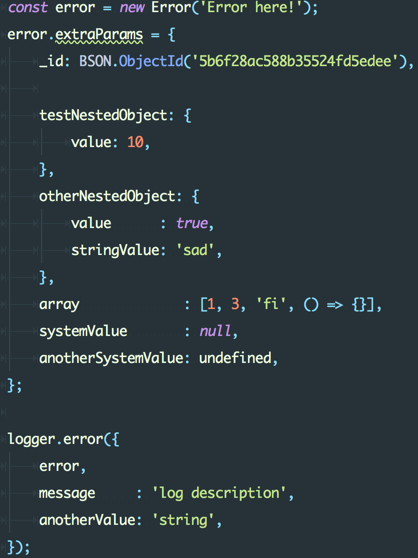 const error = new Error('Error here!');
error.extraParams = {
    _id: BSON.ObjectId('5b6f28ac588b35524fd5edee'),

    testNestedObject: {
        value: 10,
    },
    otherNestedObject: {
        value      : true,
        stringValue: 'sad',
    },
    array             : [1, 3, 'fi', () => {}],
    systemValue       : null,
    anotherSystemValue: undefined,
};

logger.error({
    error,
    message     : 'log description',
    anotherValue: 'string',
});